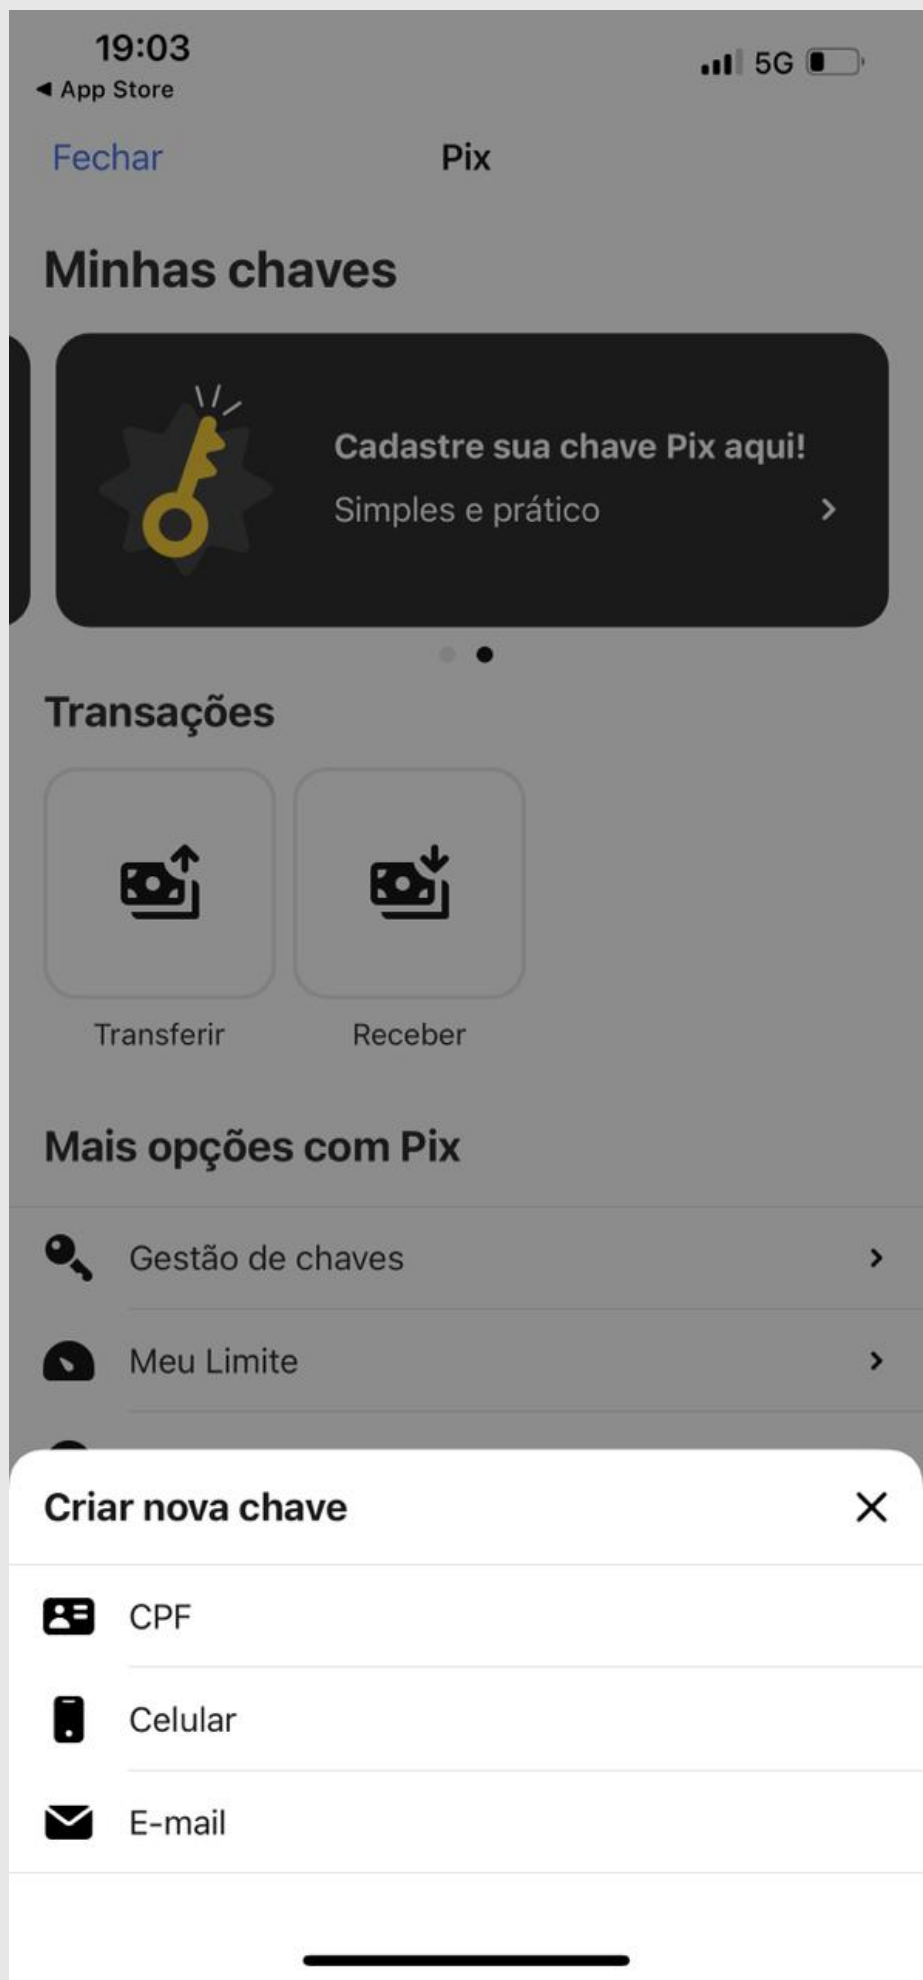 19:03
5G
◀ App Store
Fechar
Pix
Minhas chaves
Cadastre sua chave Pix aqui!
Simples e prático
Transações
Transferir
Receber
Mais opções com Pix
Gestão de chaves
Meu Limite
Criar nova chave
CPF
Celular
E-mail